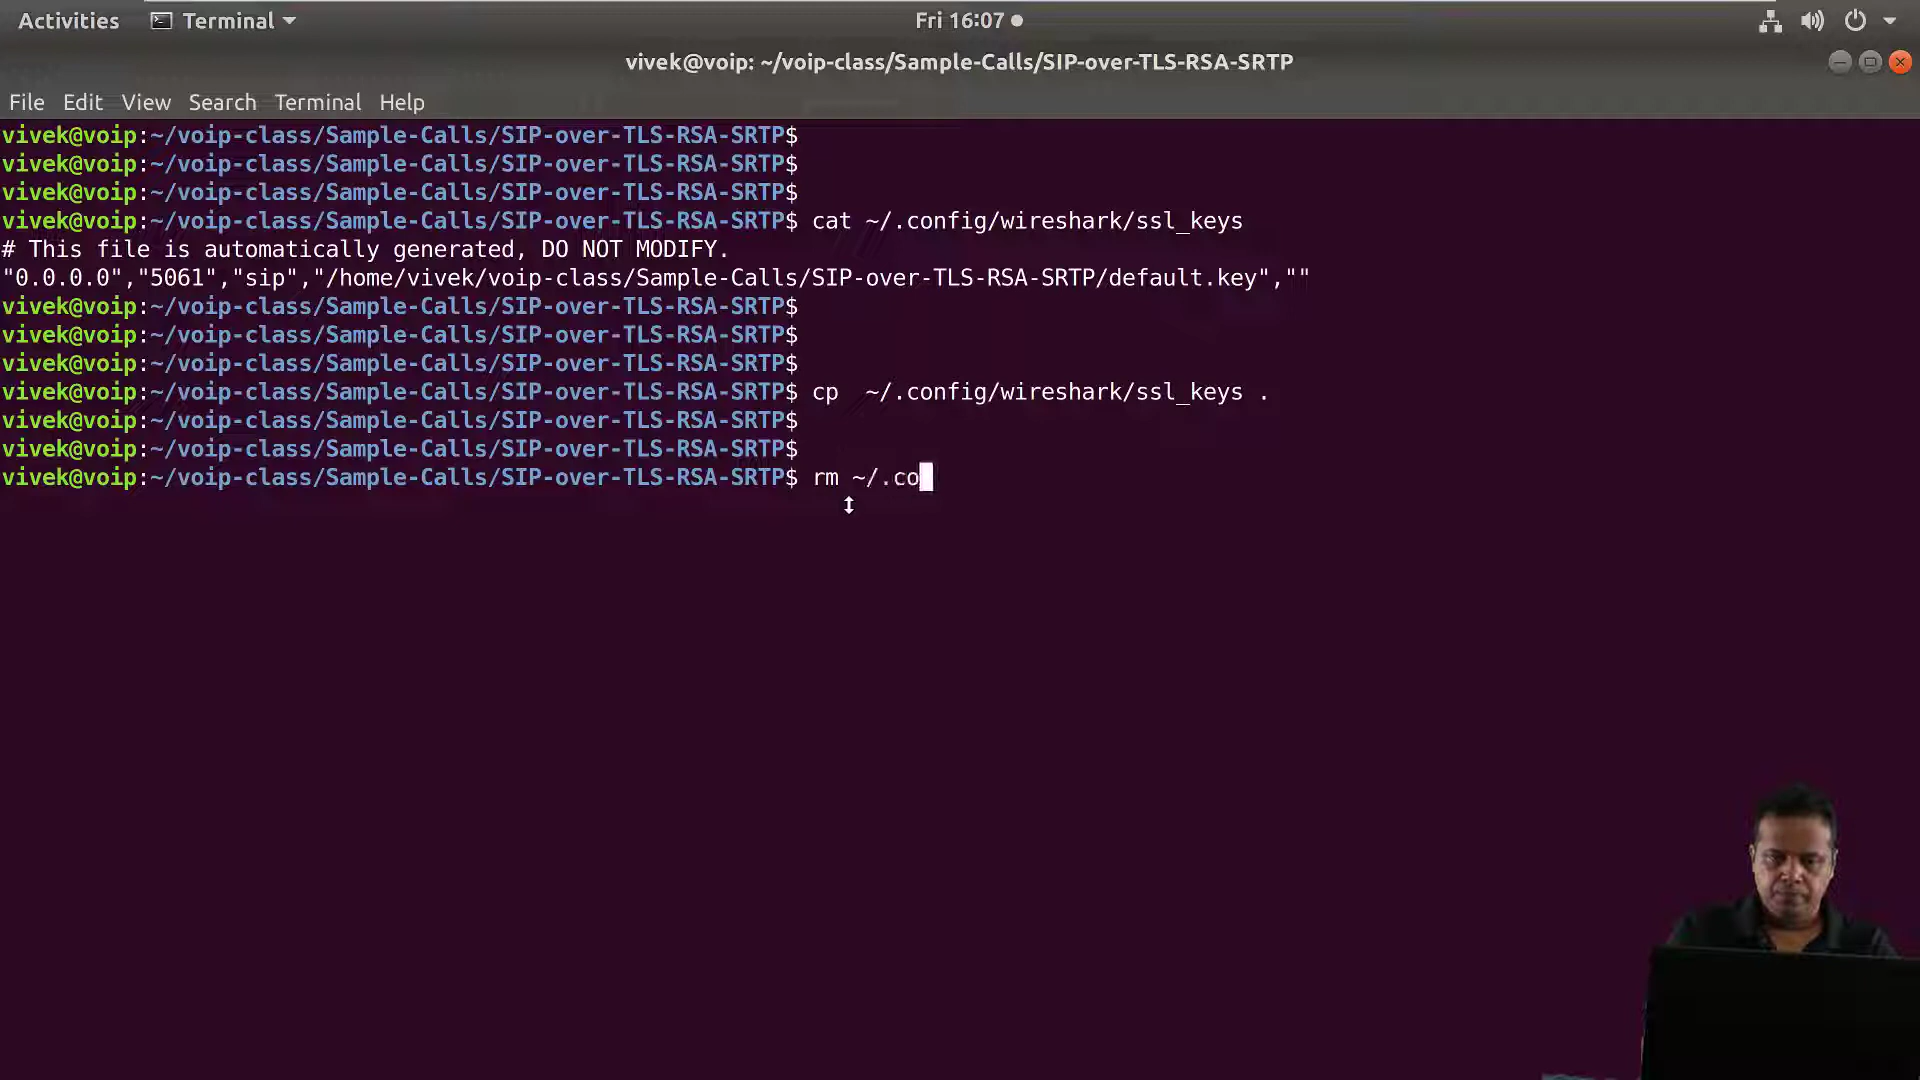 Activities Terminal Fri 16:07
vivek@voip: ~/voip-class/Sample-Calls/SIP-over-TLS-RSA-SRTP
File Edit View Search Terminal Help
vivek@voip:~/voip-class/Sample-Calls/SIP-over-TLS-RSA-SRTP$
vivek@voip:~/voip-class/Sample-Calls/SIP-over-TLS-RSA-SRTP$
vivek@voip:~/voip-class/Sample-Calls/SIP-over-TLS-RSA-SRTP$
vivek@voip:~/voip-class/Sample-Calls/SIP-over-TLS-RSA-SRTP$ cat ~/.config/wireshark/ssl_keys
# This file is automatically generated, DO NOT MODIFY.
"0.0.0.0","5061","sip","/home/vivek/voip-class/Sample-Calls/SIP-over-TLS-RSA-SRTP/default.key",""
vivek@voip:~/voip-class/Sample-Calls/SIP-over-TLS-RSA-SRTP$
vivek@voip:~/voip-class/Sample-Calls/SIP-over-TLS-RSA-SRTP$
vivek@voip:~/voip-class/Sample-Calls/SIP-over-TLS-RSA-SRTP$
vivek@voip:~/voip-class/Sample-Calls/SIP-over-TLS-RSA-SRTP$ cp  ~/.config/wireshark/ssl_keys .
vivek@voip:~/voip-class/Sample-Calls/SIP-over-TLS-RSA-SRTP$
vivek@voip:~/voip-class/Sample-Calls/SIP-over-TLS-RSA-SRTP$
vivek@voip:~/voip-class/Sample-Calls/SIP-over-TLS-RSA-SRTP$ rm ~/.co